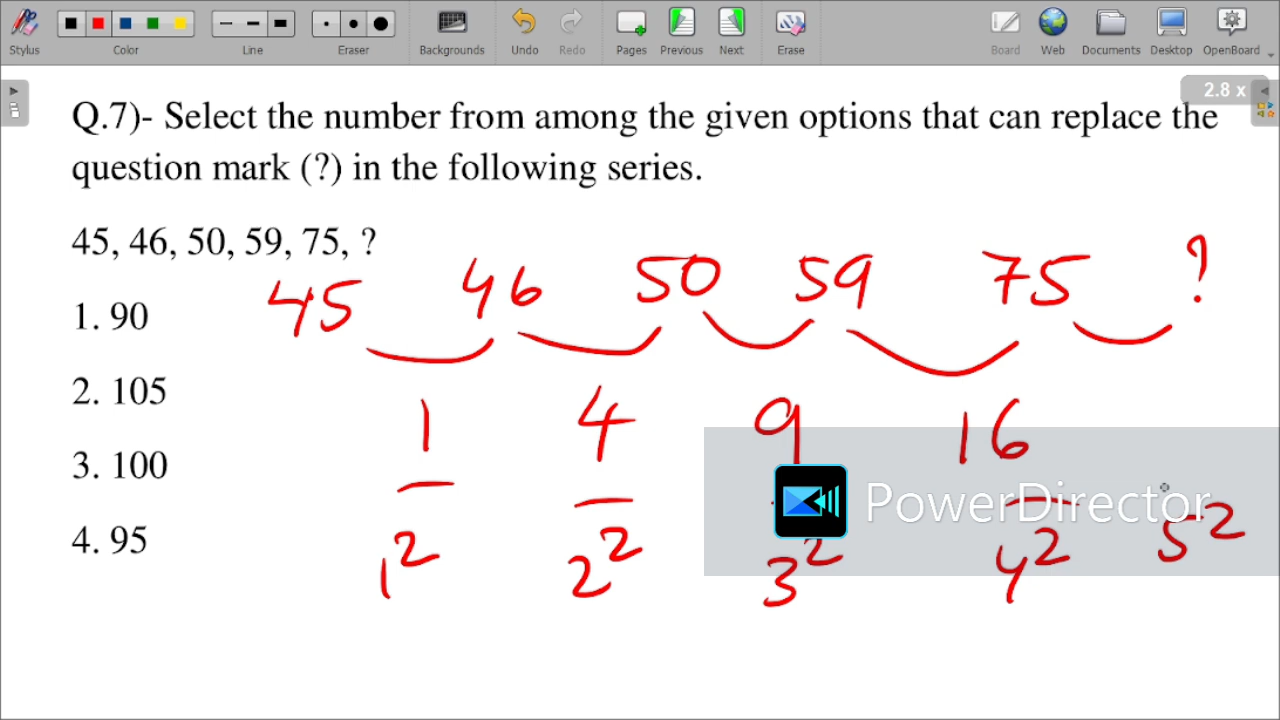 Stylus Color Line Eraser Backgrounds Undo Redo Pages Previous Next Erase Board Web Documents Desktop OpenBoard
2.8 x
Q.7)- Select the number from among the given options that can replace the
question mark (?) in the following series.
45, 46, 50, 59, 75, ?
45 46 50 59 75 ?
1. 90
2. 105
1 4 9 16
3. 100
PowerDirector
4. 95
1² 2² 3² 4² 5²